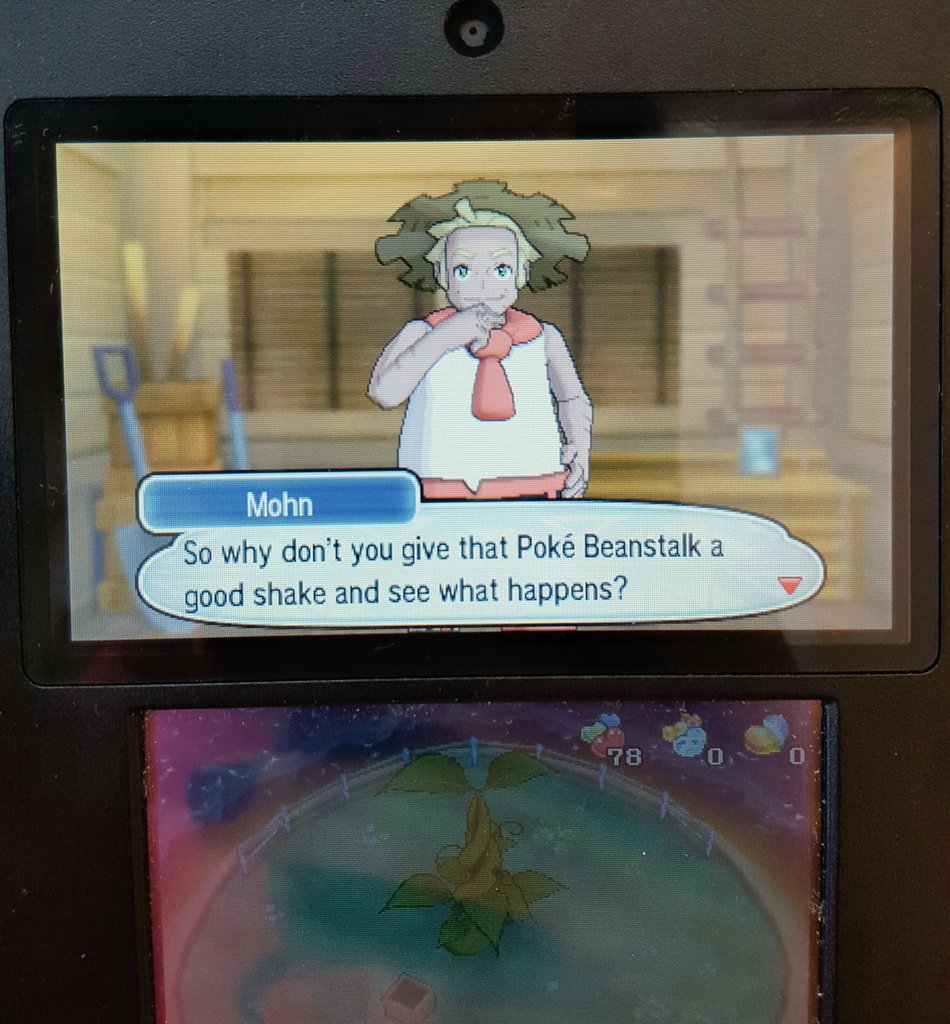 Mohn
So why don't you give that Poké Beanstalk a
good shake and see what happens?
78
0
0